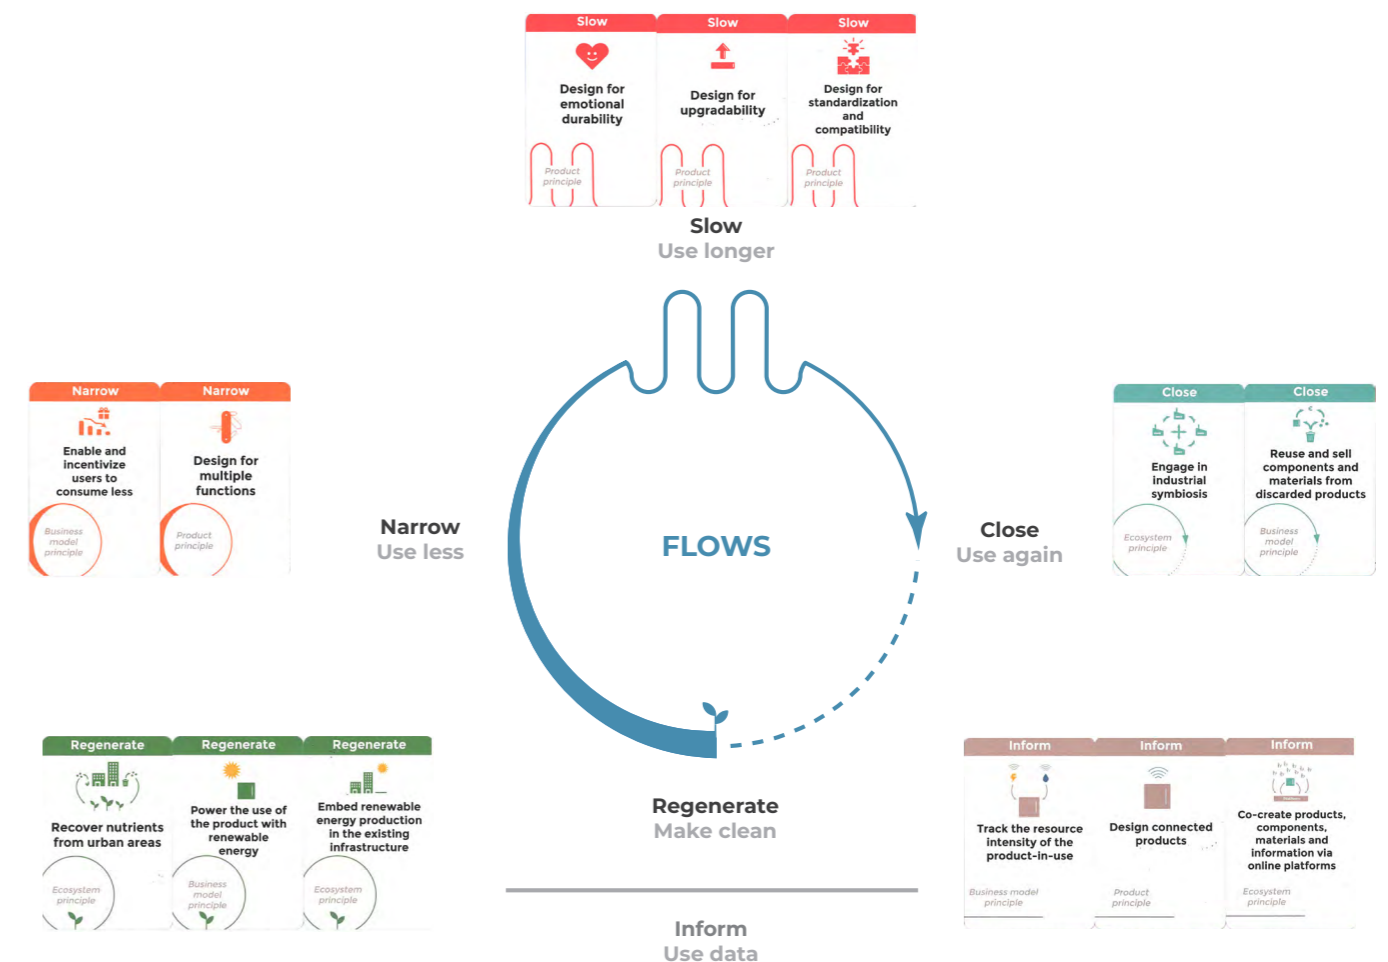 Slow
Design for
emotional
durability
Product
principle
Slow
Design for
upgradability
Product
principle
Slow
Design for
standardization
and
compatibility
Product
principle
Slow
Use longer
Narrow
Enable and
incentivize
users to
consume less
Business
model
principle
Narrow
Design for
multiple
functions
Product
principle
Narrow
Use less
FLOWS
Close
Use again
Close
Engage in
industrial
symbiosis
Ecosystem
principle
Close
Reuse and sell
components and
materials from
discarded products
Business
model
principle
Regenerate
Recover nutrients
from urban areas
Ecosystem
principle
Regenerate
Power the use of
the product with
renewable
energy
Business
model
principle
Regenerate
Embed renewable
energy production
in the existing
infrastructure
Ecosystem
principle
Regenerate
Make clean
Inform
Use data
Inform
Track the resource
intensity of the
product-in-use
Business model
principle
Inform
Design connected
products
Product
principle
Inform
Co-create products,
components,
materials and
information via
online platforms
Ecosystem
principle